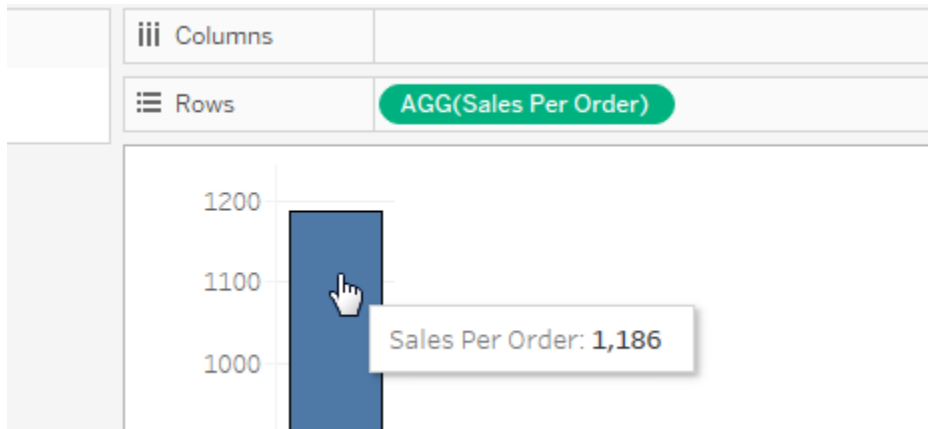 Columns
Rows
AGG(Sales Per Order)
1200
1100
Sales Per Order: 1,186
1000